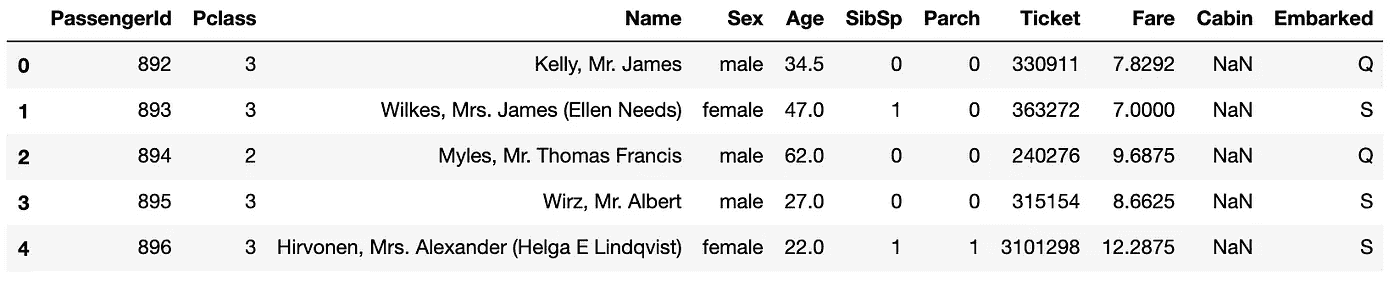 PassengerId Pclass Name Sex Age SibSp Parch Ticket Fare Cabin Embarked
0 892 3 Kelly, Mr. James male 34.5 0 0 330911 7.8292 NaN Q
1 893 3 Wilkes, Mrs. James (Ellen Needs) female 47.0 1 0 363272 7.0000 NaN S
2 894 2 Myles, Mr. Thomas Francis male 62.0 0 0 240276 9.6875 NaN Q
3 895 3 Wirz, Mr. Albert male 27.0 0 0 315154 8.6625 NaN S
4 896 3 Hirvonen, Mrs. Alexander (Helga E Lindqvist) female 22.0 1 1 3101298 12.2875 NaN S